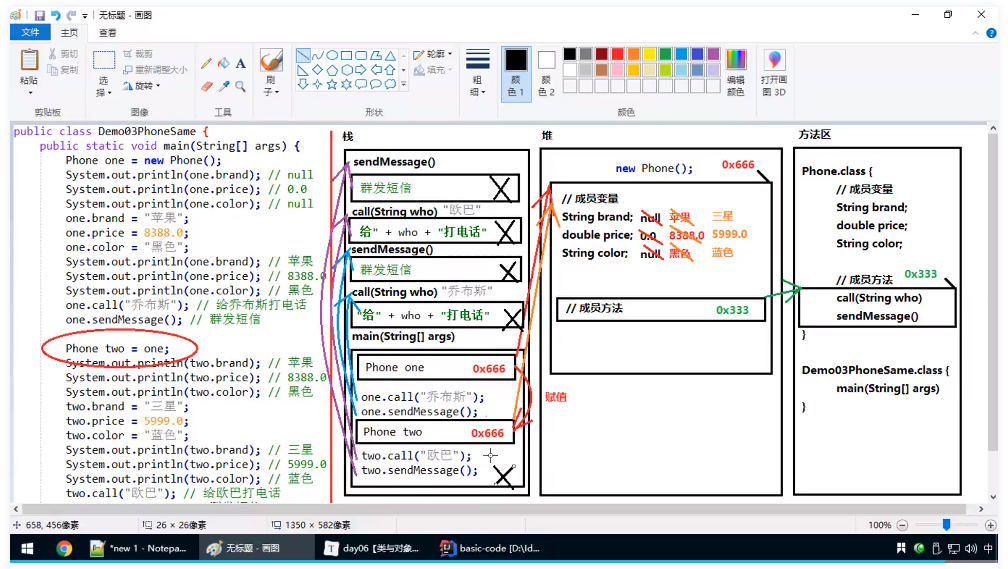 无标题 - 画图
文件 主页 查看
粘贴 剪切 复制 剪贴板
选择 裁剪 重新调整大小 旋转 图像
工具
刷子
形状
轮廓 填充
粗细
颜色 1 颜色 2 颜色
编辑颜色
打开画图 3D
public class Demo03PhoneSame {
public static void main(String[] args) {
Phone one = new Phone();
System.out.println(one.brand); // null
System.out.println(one.price); // 0.0
System.out.println(one.color); // null
one.brand = "苹果";
one.price = 8388.0;
one.color = "黑色";
System.out.println(one.brand); // 苹果
System.out.println(one.price); // 8388.0
System.out.println(one.color); // 黑色
one.call("乔布斯"); // 给乔布斯打电话
one.sendMessage(); // 群发短信
Phone two = one;
System.out.println(two.brand); // 苹果
System.out.println(two.price); // 8388.0
System.out.println(two.color); // 黑色
two.brand = "三星";
two.price = 5999.0;
two.color = "蓝色";
System.out.println(two.brand); // 三星
System.out.println(two.price); // 5999.0
System.out.println(two.color); // 蓝色
two.call("欧巴"); // 给欧巴打电话
栈
sendMessage()
群发短信
call(String who) "欧巴"
给" + who + "打电话"
sendMessage()
群发短信
call(String who) "乔布斯"
"给" + who + "打电话"
main(String[] args)
Phone one 0x666
one.call("乔布斯");
one.sendMessage();
Phone two 0x666
two.call("欧巴");
two.sendMessage();
赋值
堆
new Phone(); 0x666
// 成员变量
String brand; null 苹果 三星
double price; 0.0 8388.0 5999.0
String color; null 黑色 蓝色
// 成员方法 0x333
方法区
Phone.class {
// 成员变量
String brand;
double price;
String color;
// 成员方法 0x333
call(String who)
sendMessage()
}
Demo03PhoneSame.class {
main(String[] args)
}
658, 456像素 26 × 26像素 1350 × 582像素 100%
*new 1 - Notepa... 无标题 - 画图 day06【类与对象... basic-code [D:\Id... 中